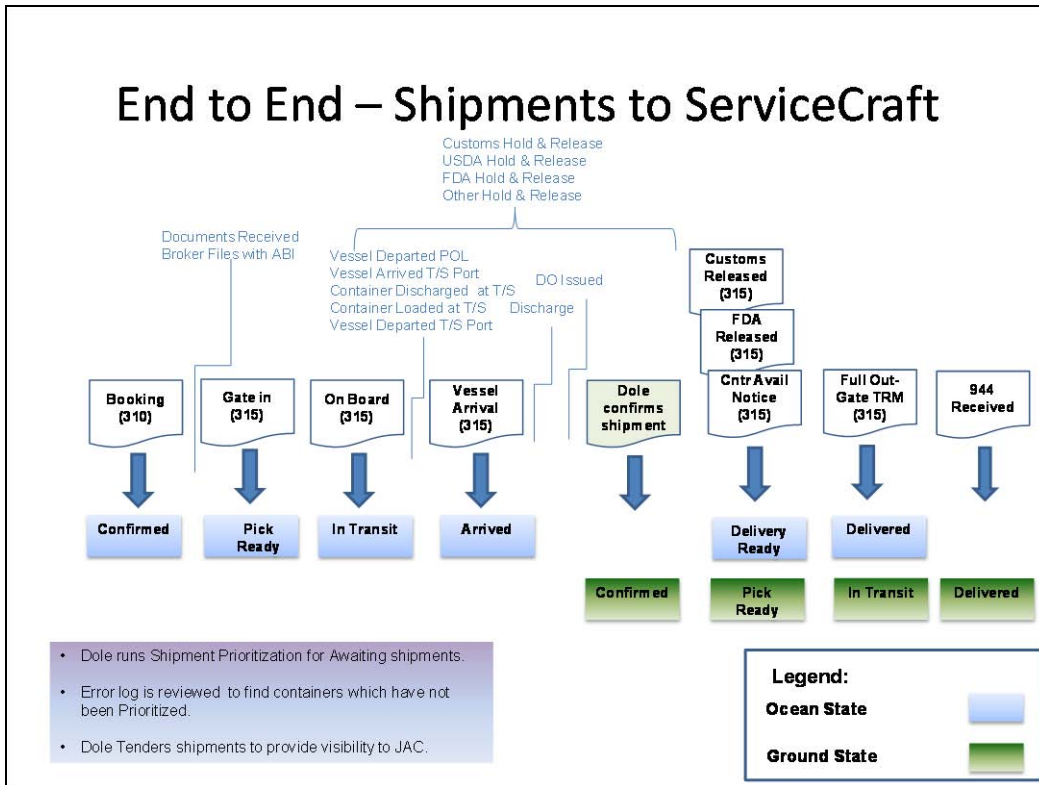 End to End – Shipments to ServiceCraft
Customs Hold & Release
USDA Hold & Release
FDA Hold & Release
Other Hold & Release
Documents Received
Broker Files with ABI
Vessel Departed POL
Vessel Arrived T/S Port
Container Discharged at T/S
Container Loaded at T/S
Vessel Departed T/S Port
Discharge
DO Issued
Customs
Released
(315)
FDA
Released
(315)
Booking
(310)
Gate in
(315)
On Board
(315)
Vessel
Arrival
(315)
Dole
confirms
shipment
Cntr Avail
Notice
(315)
Full Out-
Gate TRM
(315)
944
Received
Confirmed
Pick
Ready
In Transit
Arrived
Delivery
Ready
Delivered
Confirmed
Pick
Ready
In Transit
Delivered
• Dole runs Shipment Prioritization for Awaiting shipments.
• Error log is reviewed to find containers which have not
been Prioritized.
• Dole Tenders shipments to provide visibility to JAC.
Legend:
Ocean State
Ground State